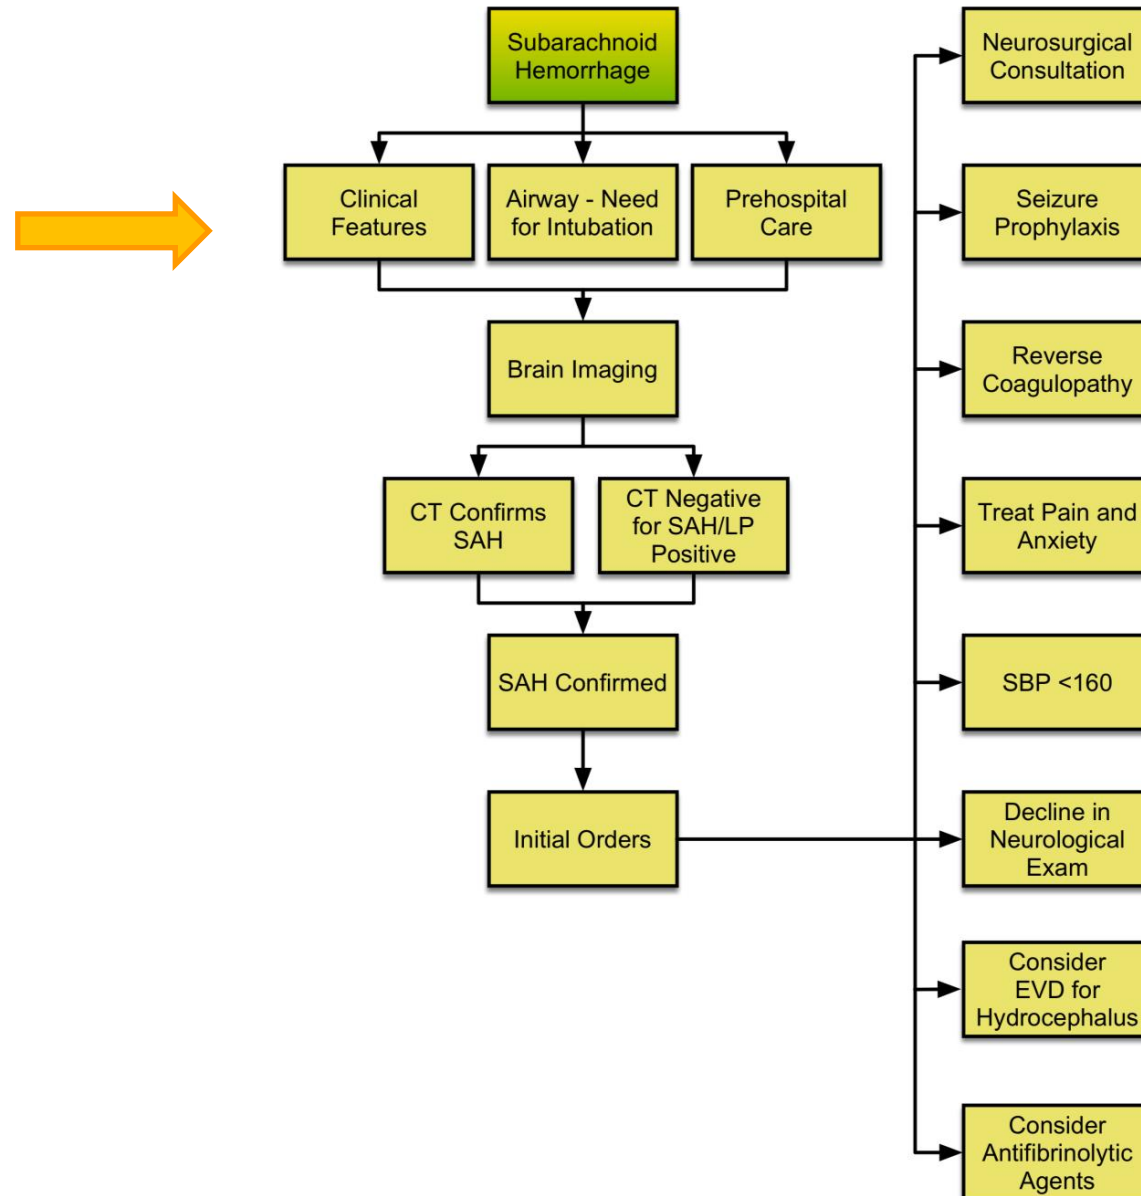 Subarachnoid
Hemorrhage
Clinical
Features
Airway - Need
for Intubation
Prehospital
Care
Brain Imaging
CT Confirms
SAH
CT Negative
for SAH/LP
Positive
SAH Confirmed
Initial Orders
Neurosurgical
Consultation
Seizure
Prophylaxis
Reverse
Coagulopathy
Treat Pain and
Anxiety
SBP <160
Decline in
Neurological
Exam
Consider
EVD for
Hydrocephalus
Consider
Antifibrinolytic
Agents